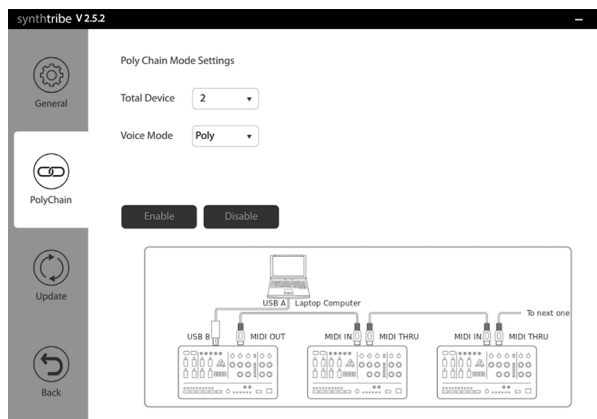 synthtribe V 2.5.2
General
PolyChain
Update
Back
Poly Chain Mode Settings
Total Device 2
Voice Mode Poly
Enable Disable
USB A Laptop Computer
To next one
USB B MIDI OUT MIDI IN MIDI THRU MIDI IN MIDI THRU